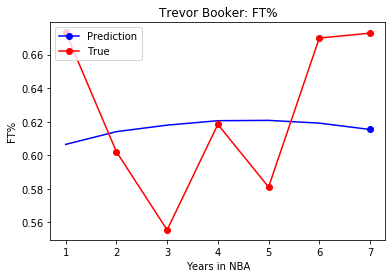 Trevor Booker: FT%
Prediction
True
0.66
0.64
0.62
0.60
0.58
0.56
FT%
1 2 3 4 5 6 7
Years in NBA